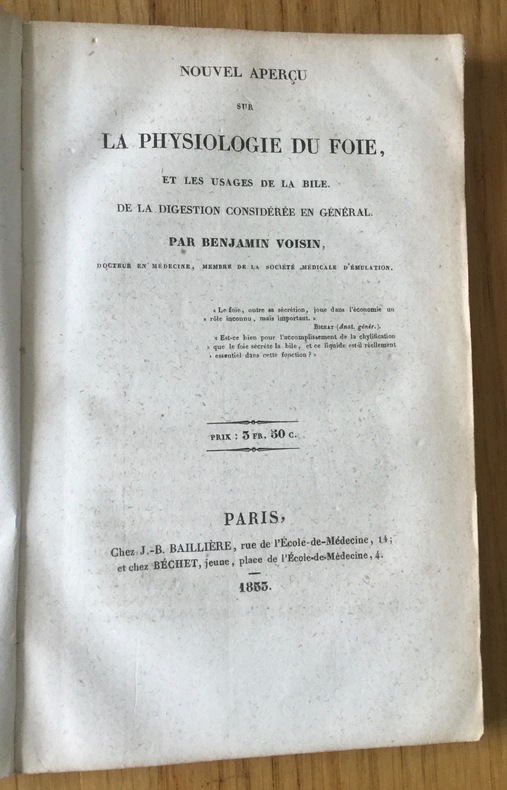 NOUVEL APERÇU
SUR
LA PHYSIOLOGIE DU FOIE,
ET LES USAGES DE LA BILE.
DE LA DIGESTION CONSIDÉRÉE EN GÉNÉRAL.
PAR BENJAMIN VOISIN,
DOCTEUR EN MÉDECINE, MEMBRE DE LA SOCIÉTÉ MÉDICALE D'ÉMULATION.
« Le foie, outre sa sécrétion, joue dans l'économie un
» rôle inconnu, mais important. »
BICHAT (Anat. génér.).
« Est-ce bien pour l'accomplissement de la chylification
» que le foie sécrète la bile, et ce liquide est-il réellement
» essentiel dans cette fonction ? »
PRIX : 3 FR. 50 C.
PARIS,
Chez J.-B. BAILLIÈRE, rue de l'École-de-Médecine, 14;
et chez BÉCHET, jeune, place de l'École-de-Médecine, 4.
1833.